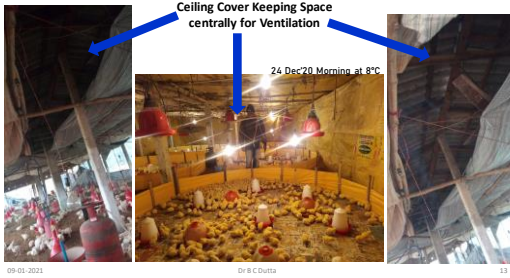 Ceiling Cover Keeping Space
centrally for Ventilation
24 Dec'20 Morning at 8°C
09-01-2021
Dr B C Dutta
13